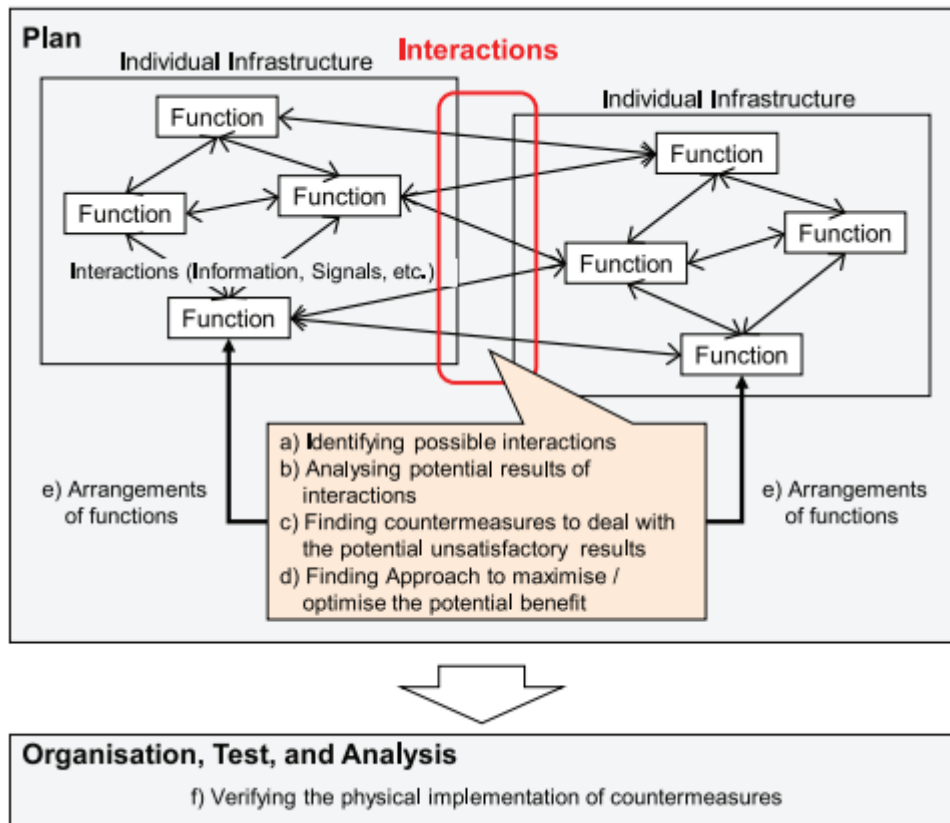 Plan
Interactions
Individual Infrastructure
Individual Infrastructure
Function
Function
Function
Function
Function
Function
Interactions (Information, Signals, etc.)
Function
Function
a) Identifying possible interactions
b) Analysing potential results of
interactions
c) Finding countermeasures to deal with
the potential unsatisfactory results
d) Finding Approach to maximise /
optimise the potential benefit
e) Arrangements
of functions
e) Arrangements
of functions
Organisation, Test, and Analysis
f) Verifying the physical implementation of countermeasures